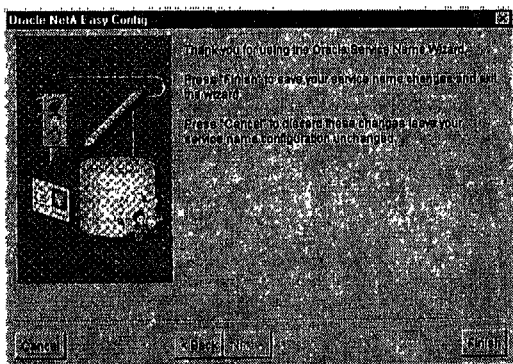 Oracle Net8 Easy Config
Thank you for using the Oracle Service Name Wizard.
Press "Finish" to save your service name changes and exit
the wizard.
Press "Cancel" to discard these changes leave your
service name configuration unchanged.
Cancel
< Back
Finish